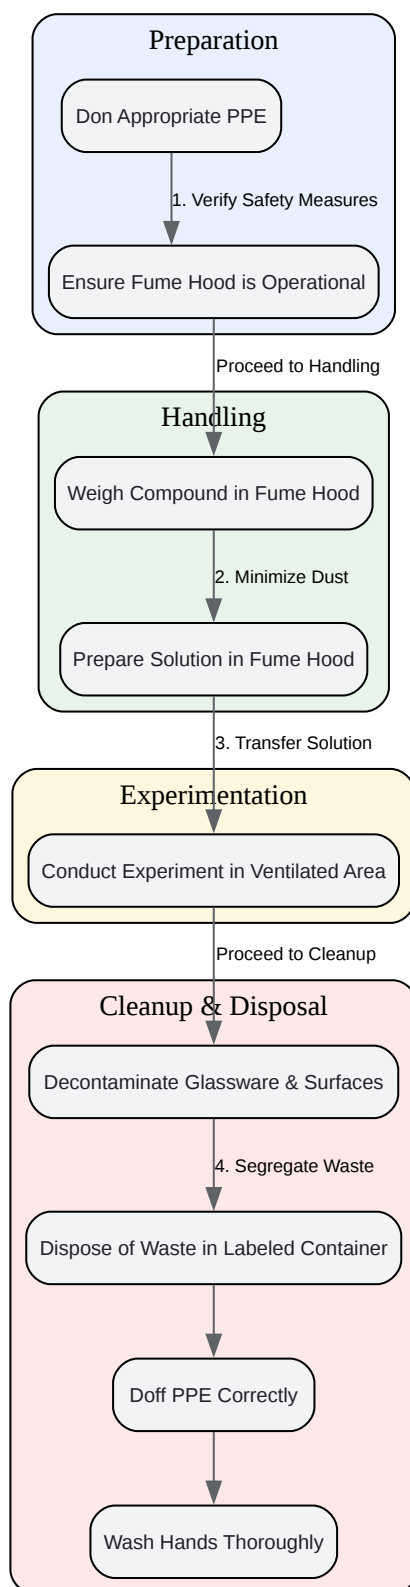 Preparation
Don Appropriate PPE
1. Verify Safety Measures
Ensure Fume Hood is Operational
Proceed to Handling
Handling
Weigh Compound in Fume Hood
2. Minimize Dust
Prepare Solution in Fume Hood
3. Transfer Solution
Experimentation
Conduct Experiment in Ventilated Area
Proceed to Cleanup
Cleanup & Disposal
Decontaminate Glassware & Surfaces
4. Segregate Waste
Dispose of Waste in Labeled Container
Doff PPE Correctly
Wash Hands Thoroughly